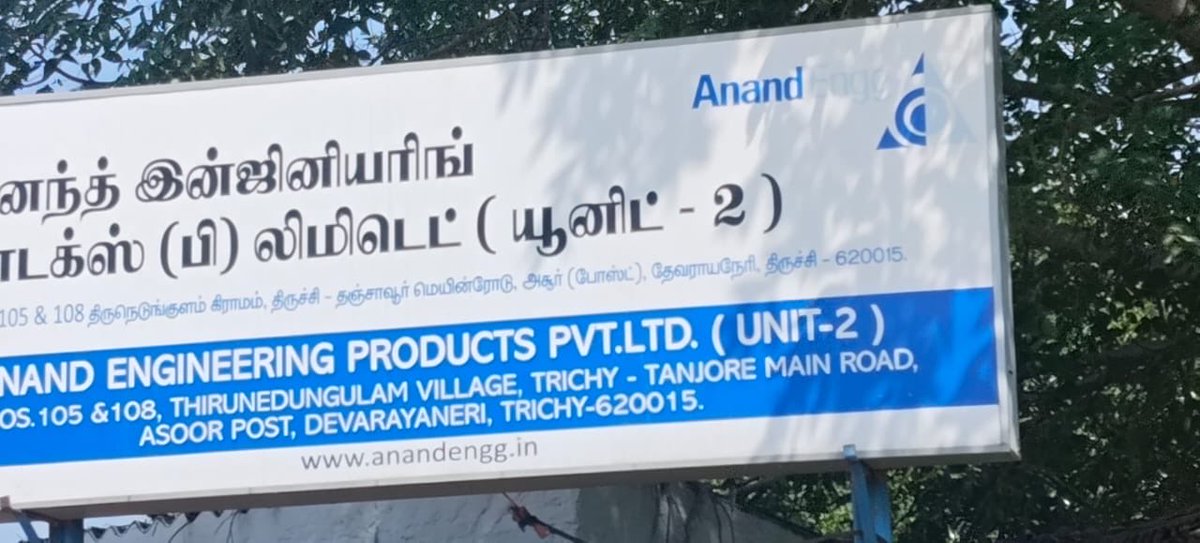 Anand Engg
னந்த் இன்ஜினியரிங்
டக்ஸ் (பி) லிமிடெட் ( யூனிட் - 2 )
105 & 108 திருநெடுங்குளம் கிராமம், திருச்சி - தஞ்சாவூர் மெயின்ரோடு, அசூர் (போஸ்ட்), தேவராயநேரி, திருச்சி - 620015.
NAND ENGINEERING PRODUCTS PVT.LTD. ( UNIT-2 )
OS.105 &108, THIRUNEDUNGULAM VILLAGE, TRICHY - TANJORE MAIN ROAD,
ASOOR POST, DEVARAYANERI, TRICHY-620015.
www.anandengg.in